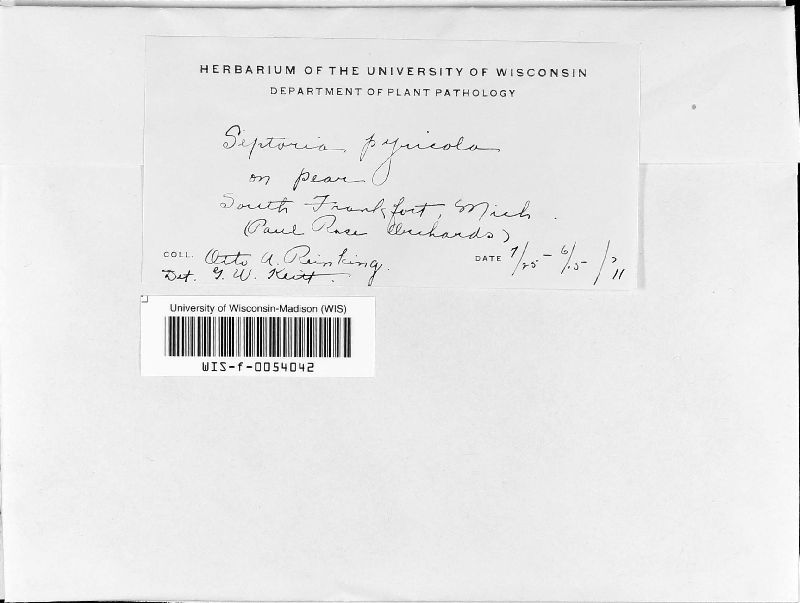 HERBARIUM OF THE UNIVERSITY OF WISCONSIN
DEPARTMENT OF PLANT PATHOLOGY
Septoria pyricola
on pear
South Frankfort, Mich.
(Paul Rose Orchards)
COLL. Otto A. Reinking.
DATE
Det. G. W. Keitt.
University of Wisconsin-Madison (WIS)
WIS-f-0054042